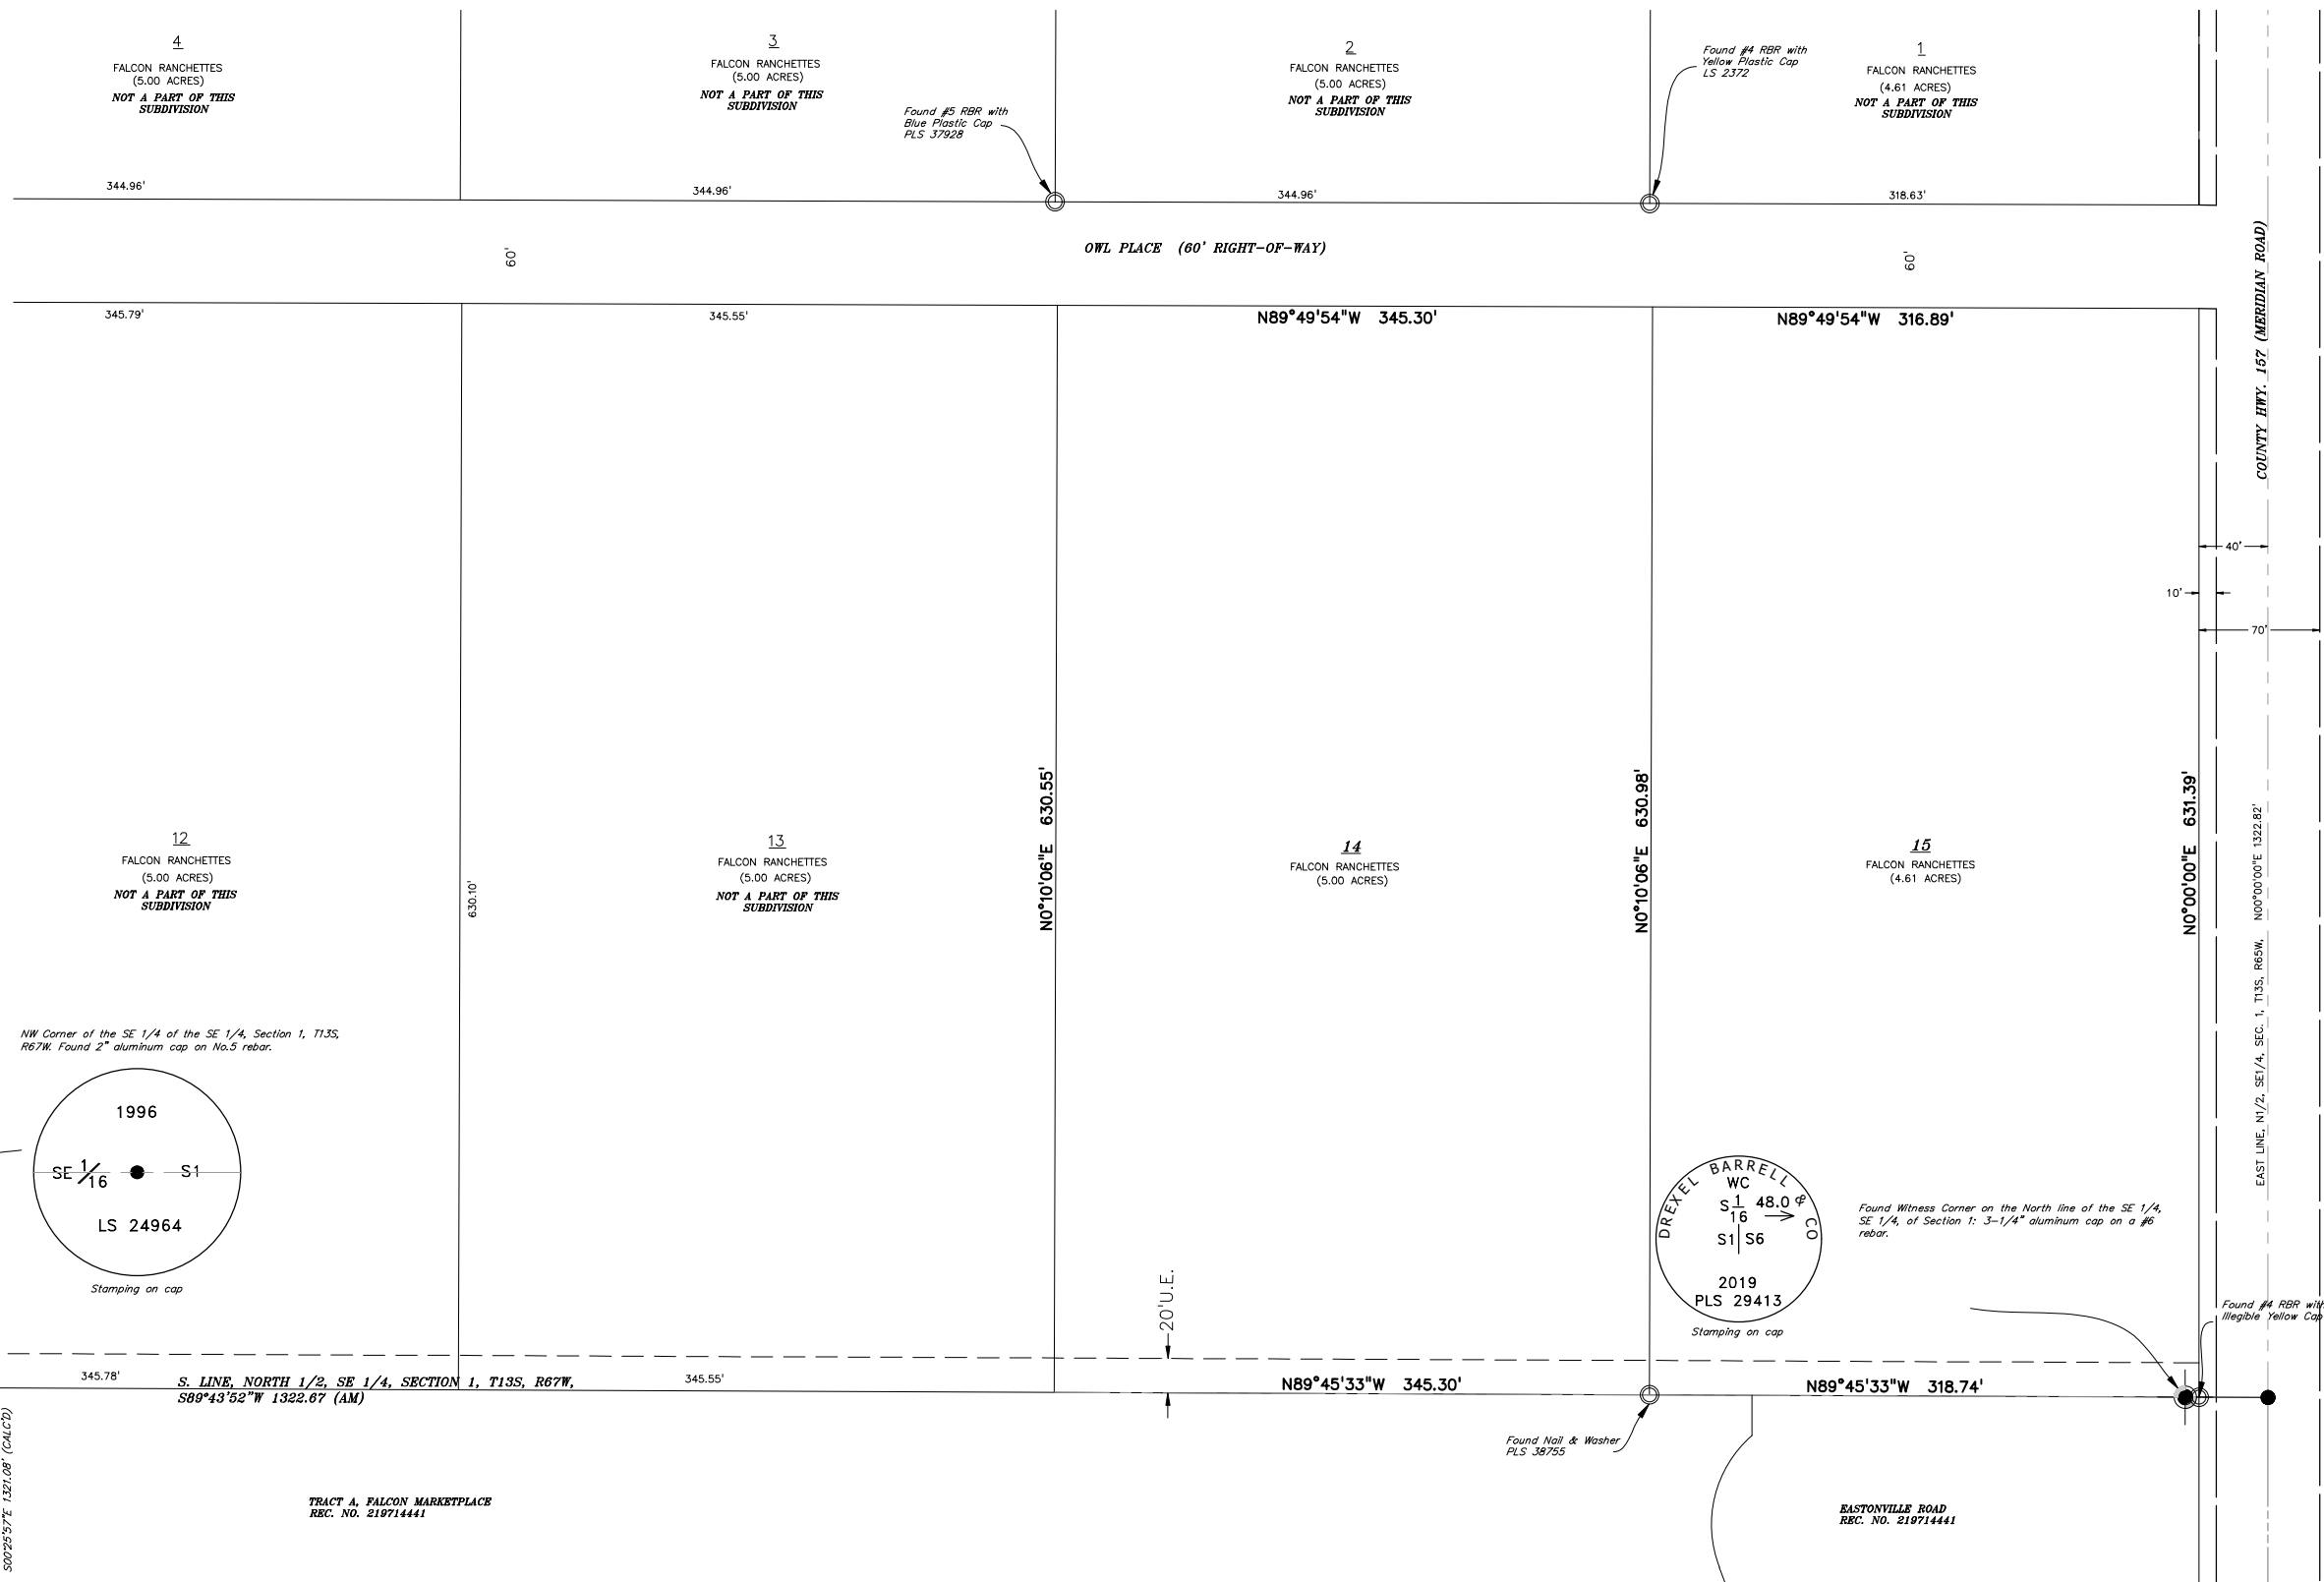 4
FALCON RANCHETTES
(5.00 ACRES)
NOT A PART OF THIS
SUBDIVISION
3
FALCON RANCHETTES
(5.00 ACRES)
NOT A PART OF THIS
SUBDIVISION
2
FALCON RANCHETTES
(5.00 ACRES)
NOT A PART OF THIS
SUBDIVISION
1
FALCON RANCHETTES
(4.61 ACRES)
NOT A PART OF THIS
SUBDIVISION
Found #5 RBR with
Blue Plastic Cap
PLS 37928
Found #4 RBR with
Yellow Plastic Cap
LS 2372
344.96'
344.96'
344.96'
318.63'
60'
OWL PLACE (60' RIGHT-OF-WAY)
60'
COUNTY HWY. 157 (MERIDIAN ROAD)
345.79'
345.55'
N89°49'54"W 345.30'
N89°49'54"W 316.89'
40'
10'
70'
12
FALCON RANCHETTES
(5.00 ACRES)
NOT A PART OF THIS
SUBDIVISION
630.10'
13
FALCON RANCHETTES
(5.00 ACRES)
NOT A PART OF THIS
SUBDIVISION
N0°10'06"E 630.55'
14
FALCON RANCHETTES
(5.00 ACRES)
N0°10'06"E 630.98'
15
FALCON RANCHETTES
(4.61 ACRES)
N0°00'00"E 631.39'
EAST LINE, N1/2, SE1/4, SEC. 1, T13S, R65W, N00°00'00"E 1322.82'
NW Corner of the SE 1/4 of the SE 1/4, Section 1, T13S,
R67W. Found 2" aluminum cap on No.5 rebar.
1996
SE 1/16 S1
LS 24964
Stamping on cap
DREXEL BARRELL & CO
WC
S 1/16 48.0
S1 S6
2019
PLS 29413
Stamping on cap
Found Witness Corner on the North line of the SE 1/4,
SE 1/4, of Section 1: 3-1/4" aluminum cap on a #6
rebar.
Found #4 RBR with
Illegible Yellow Cap
20'U.E.
345.78'
S. LINE, NORTH 1/2, SE 1/4, SECTION 1, T13S, R67W,
S89°43'52"W 1322.67 (AM)
345.55'
N89°45'33"W 345.30'
N89°45'33"W 318.74'
Found Nail & Washer
PLS 38755
S00°25'57"E 1321.08' (CALC'D)
TRACT A, FALCON MARKETPLACE
REC. NO. 219714441
EASTONVILLE ROAD
REC. NO. 219714441